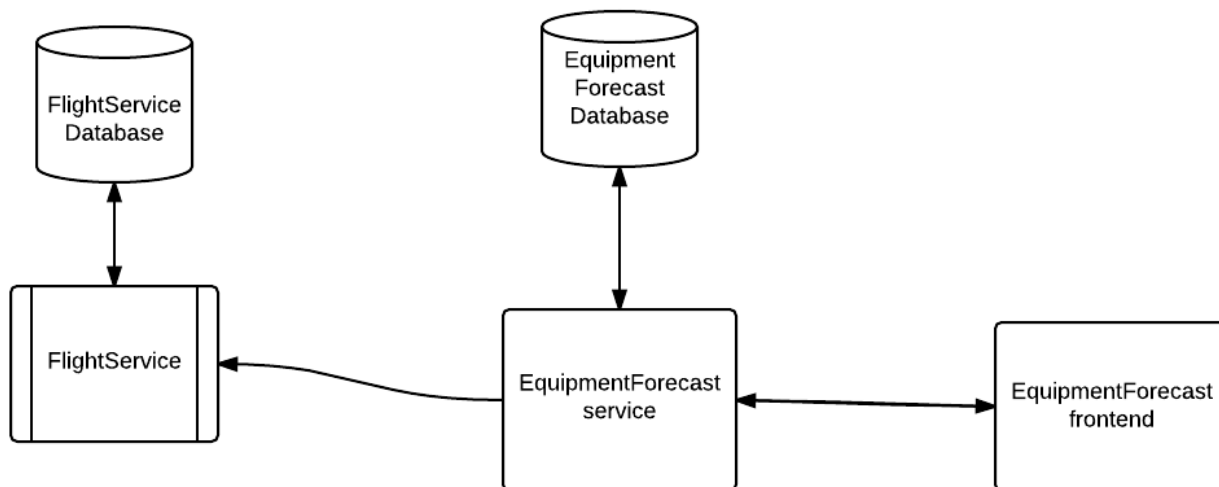 FlightService
Database
Equipment
Forecast
Database
FlightService
EquipmentForecast
service
EquipmentForecast
frontend